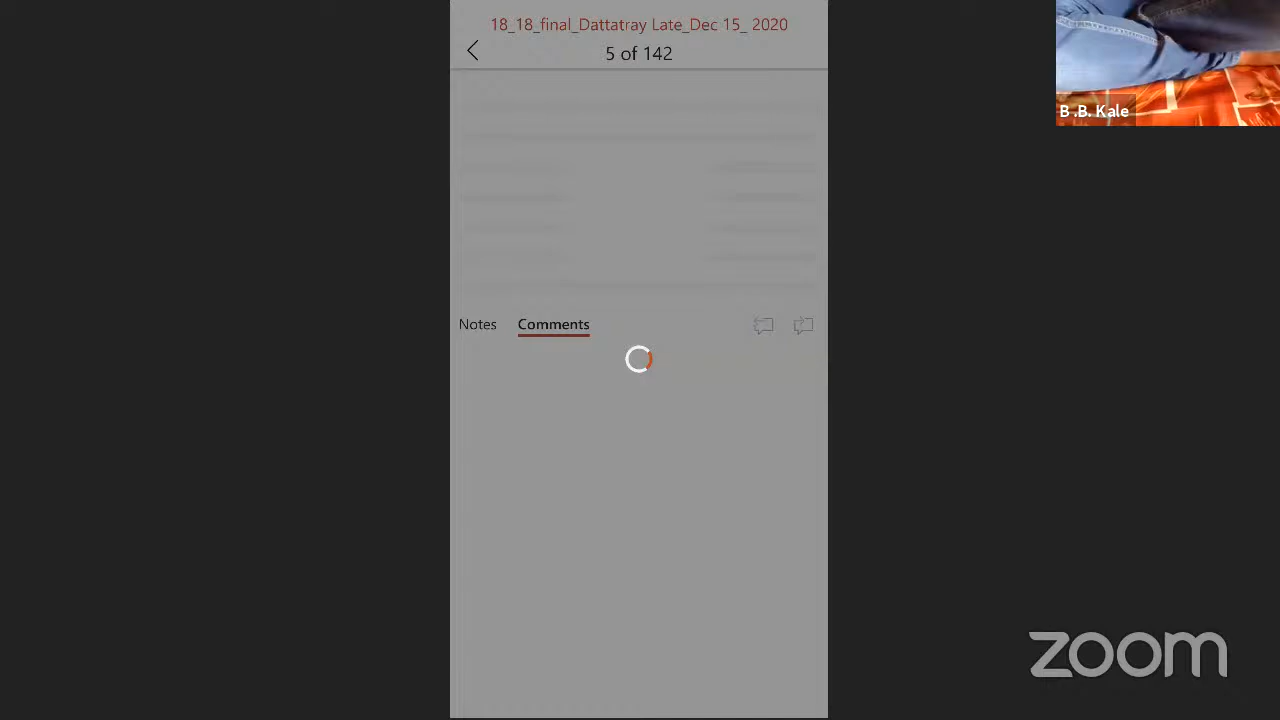 18_18_final_Dattatray Late_Dec 15_ 2020
5 of 142
B .B. Kale
Notes
Comments
zoom